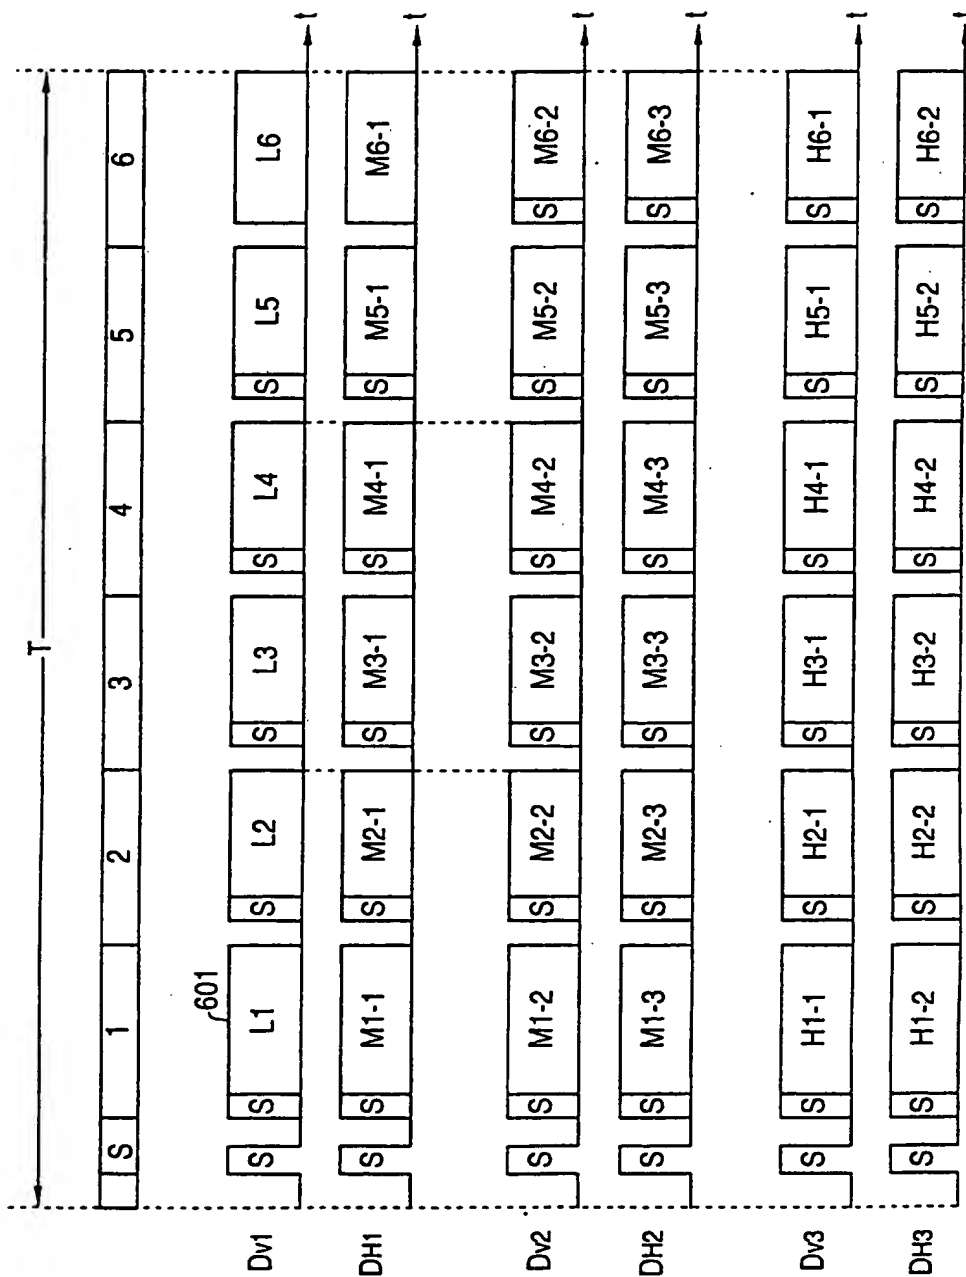 T
S 1 2 3 4 5 6
601
Dv1 S S L1 S L2 S L3 S L4 S L5 L6 t
DH1 S S M1-1 S M2-1 S M3-1 S M4-1 S M5-1 M6-1 t
Dv2 S S M1-2 S M2-2 S M3-2 S M4-2 S M5-2 S M6-2 t
DH2 S S M1-3 S M2-3 S M3-3 S M4-3 S M5-3 S M6-3 t
Dv3 S S H1-1 S H2-1 S H3-1 S H4-1 S H5-1 S H6-1 t
DH3 S S H1-2 S H2-2 S H3-2 S H4-2 S H5-2 S H6-2 t